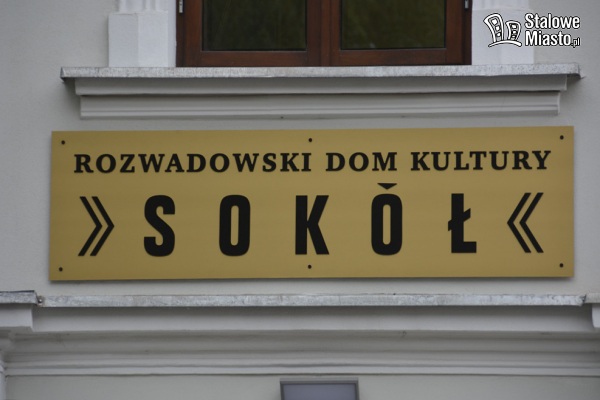 Stalowe
Miasto.pl
ROZWADOWSKI DOM KULTURY
» SOKÓŁ «